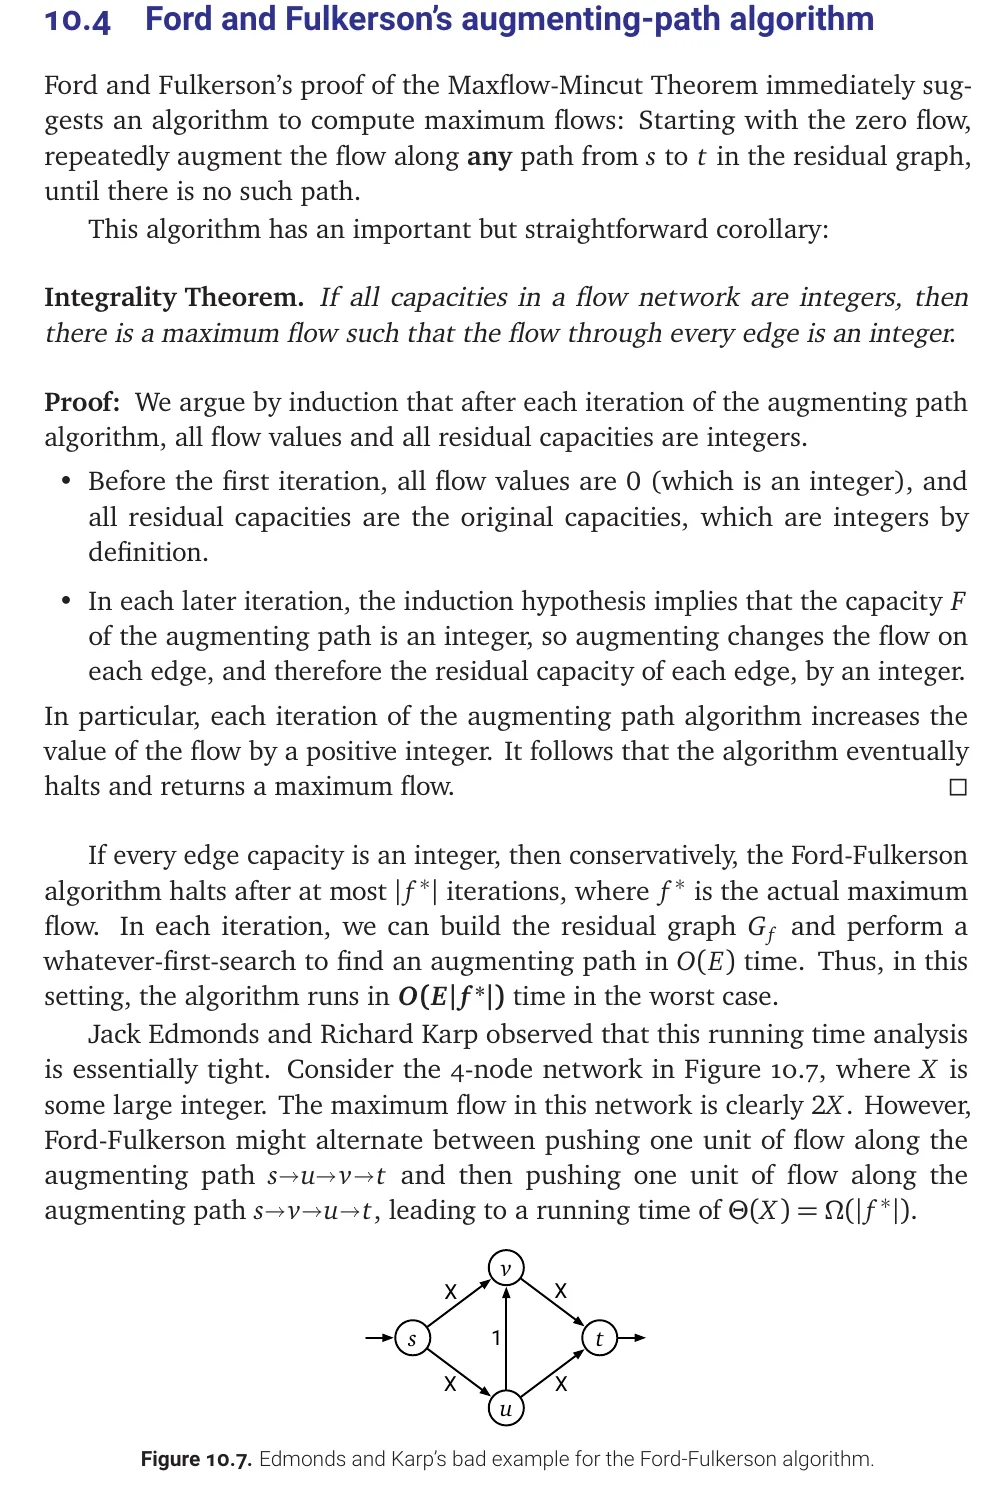 10.4 Ford and Fulkerson's augmenting-path algorithm
Ford and Fulkerson's proof of the Maxflow-Mincut Theorem immediately sug-
gests an algorithm to compute maximum flows: Starting with the zero flow,
repeatedly augment the flow along any path from s to t in the residual graph,
until there is no such path.
This algorithm has an important but straightforward corollary:
Integrality Theorem. If all capacities in a flow network are integers, then
there is a maximum flow such that the flow through every edge is an integer.
Proof: We argue by induction that after each iteration of the augmenting path
algorithm, all flow values and all residual capacities are integers.
• Before the first iteration, all flow values are 0 (which is an integer), and
all residual capacities are the original capacities, which are integers by
definition.
• In each later iteration, the induction hypothesis implies that the capacity F
of the augmenting path is an integer, so augmenting changes the flow on
each edge, and therefore the residual capacity of each edge, by an integer.
In particular, each iteration of the augmenting path algorithm increases the
value of the flow by a positive integer. It follows that the algorithm eventually
halts and returns a maximum flow. □
If every edge capacity is an integer, then conservatively, the Ford-Fulkerson
algorithm halts after at most |f*| iterations, where f* is the actual maximum
flow. In each iteration, we can build the residual graph G_f and perform a
whatever-first-search to find an augmenting path in O(E) time. Thus, in this
setting, the algorithm runs in O(E|f*|) time in the worst case.
Jack Edmonds and Richard Karp observed that this running time analysis
is essentially tight. Consider the 4-node network in Figure 10.7, where X is
some large integer. The maximum flow in this network is clearly 2X. However,
Ford-Fulkerson might alternate between pushing one unit of flow along the
augmenting path s→u→v→t and then pushing one unit of flow along the
augmenting path s→v→u→t, leading to a running time of Θ(X) = Ω(|f*|).
v
X X
s 1 t
X X
u
Figure 10.7. Edmonds and Karp's bad example for the Ford-Fulkerson algorithm.